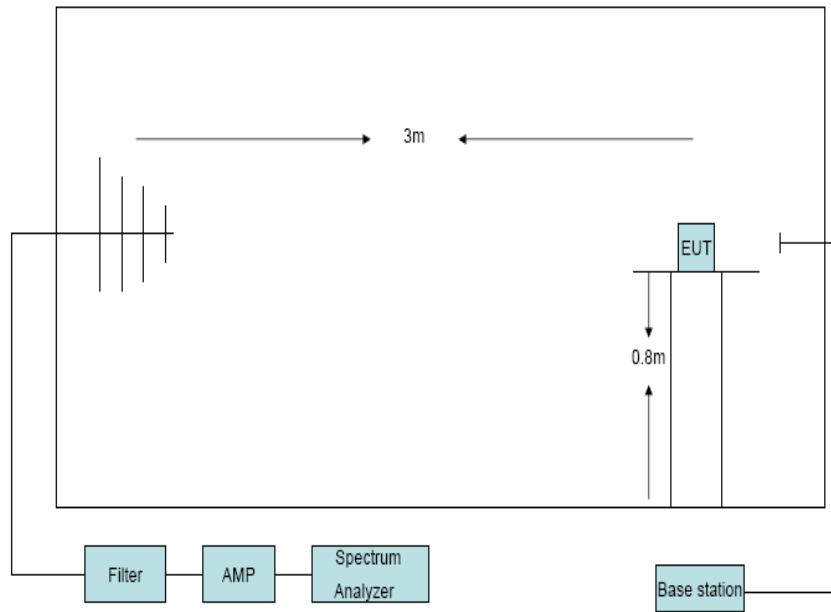 3m
EUT
0.8m
Filter
AMP
Spectrum
Analyzer
Base station